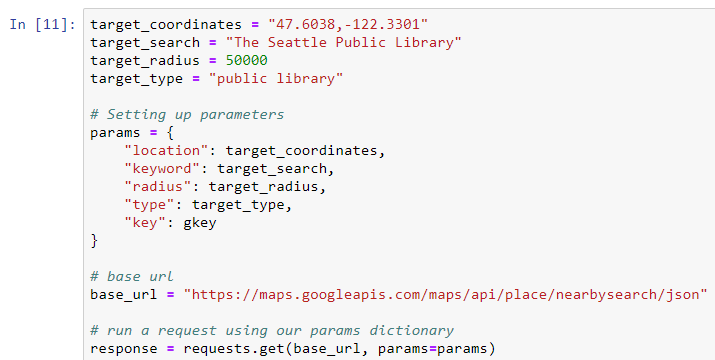 In [11]: target_coordinates = "47.6038,-122.3301"
target_search = "The Seattle Public Library"
target_radius = 50000
target_type = "public library"
# Setting up parameters
params = {
"location": target_coordinates,
"keyword": target_search,
"radius": target_radius,
"type": target_type,
"key": gkey
}
# base url
base_url = "https://maps.googleapis.com/maps/api/place/nearbysearch/json"
# run a request using our params dictionary
response = requests.get(base_url, params=params)